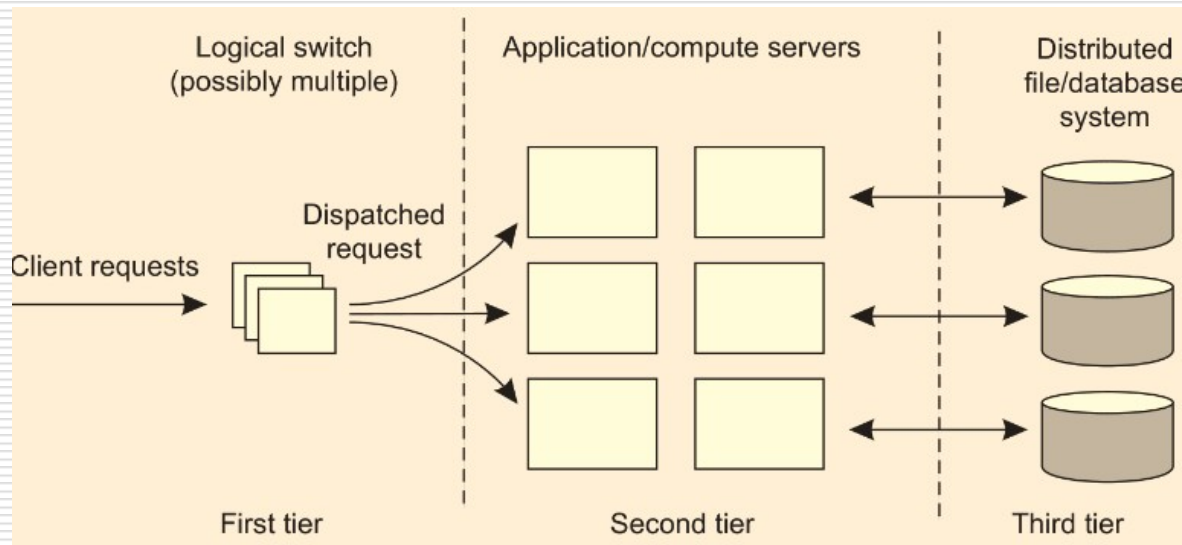 Logical switch
(possibly multiple)
Application/compute servers
Distributed
file/database
system
Dispatched
request
Client requests
First tier
Second tier
Third tier